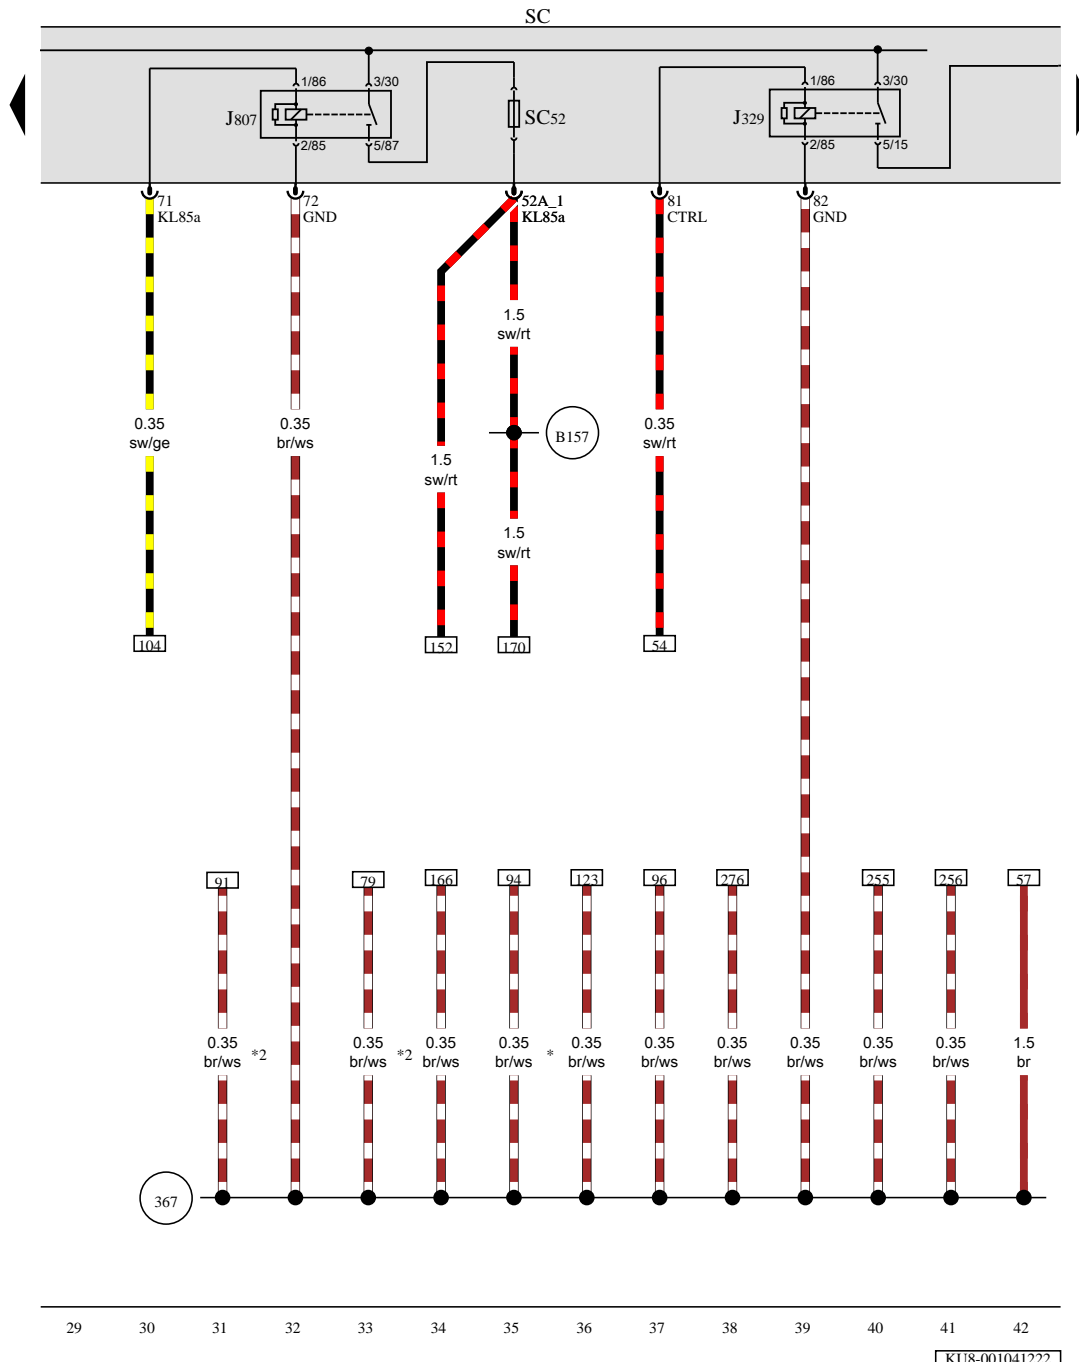 SC
1/86
3/30
J807
2/85
5/87
SC52
1/86
3/30
J329
2/85
5/15
71
KL85a
72
GND
52A_1
KL85a
81
CTRL
82
GND
1.5
sw/rt
0.35
sw/ge
0.35
br/ws
B157
0.35
sw/rt
1.5
sw/rt
1.5
sw/rt
104
152
170
54
91
79
166
94
123
96
276
255
256
57
0.35
br/ws
*2
0.35
br/ws
*2
0.35
br/ws
0.35
br/ws
*
0.35
br/ws
0.35
br/ws
0.35
br/ws
0.35
br/ws
0.35
br/ws
0.35
br/ws
1.5
br
367
29 30 31 32 33 34 35 36 37 38 39 40 41 42
KU8-001041222